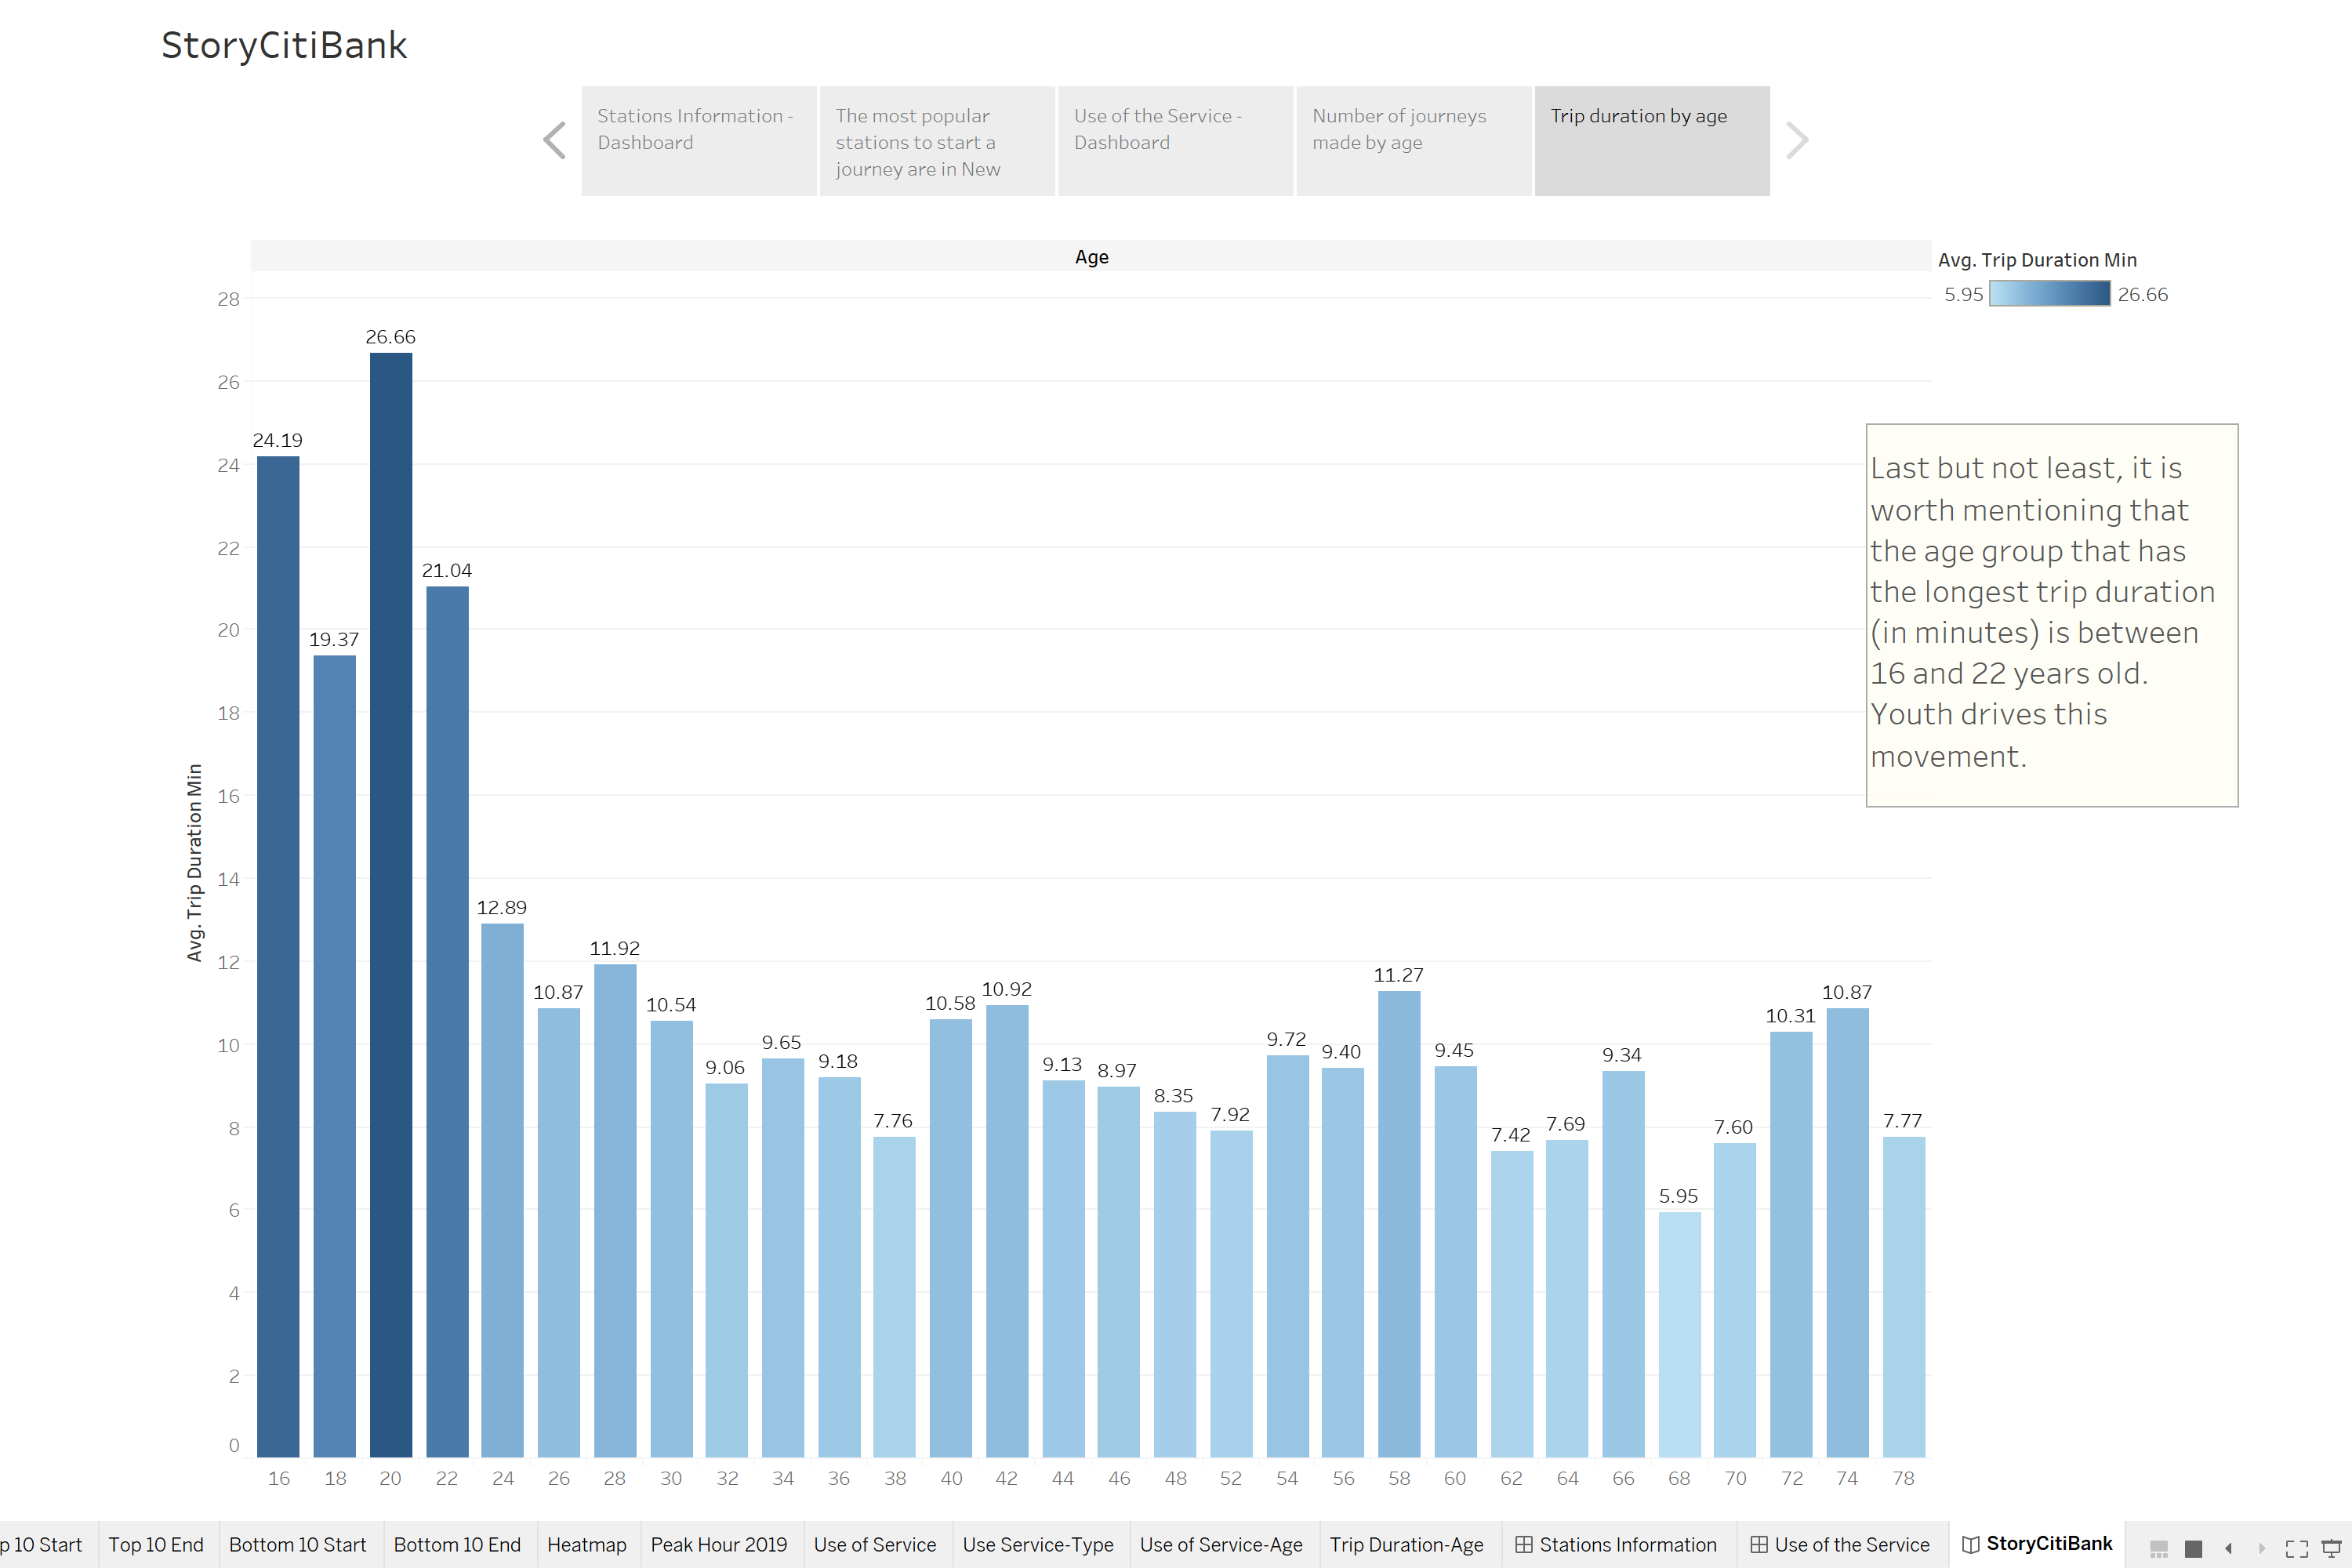 StoryCitiBank
Stations Information -
Dashboard
The most popular
stations to start a
journey are in New
Use of the Service -
Dashboard
Number of journeys
made by age
Trip duration by age
Age
Avg. Trip Duration Min
5.95 26.66
28
26
24
22
20
18
16
14
12
10
8
6
4
2
0
Avg. Trip Duration Min
24.19
19.37
26.66
21.04
12.89
10.87
11.92
10.54
9.06
9.65
9.18
7.76
10.58
10.92
9.13
8.97
8.35
7.92
9.72
9.40
11.27
9.45
7.42
7.69
9.34
5.95
7.60
10.31
10.87
7.77
16 18 20 22 24 26 28 30 32 34 36 38 40 42 44 46 48 52 54 56 58 60 62 64 66 68 70 72 74 78
Last but not least, it is
worth mentioning that
the age group that has
the longest trip duration
(in minutes) is between
16 and 22 years old.
Youth drives this
movement.
p 10 Start Top 10 End Bottom 10 Start Bottom 10 End Heatmap Peak Hour 2019 Use of Service Use Service-Type Use of Service-Age Trip Duration-Age Stations Information Use of the Service StoryCitiBank